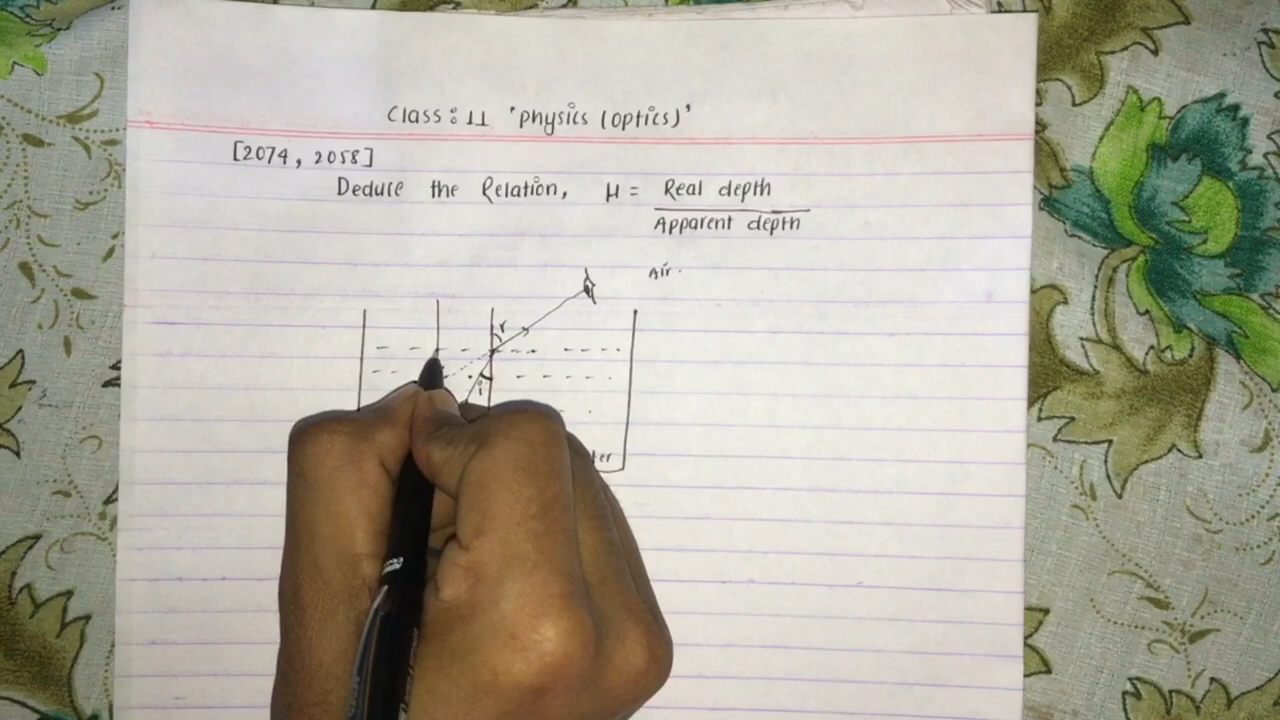 Class: 11 'physics (optics)'
[2074, 2058]
Deduce the Relation, μ = Real depth
Apparent depth
Air.
r
i